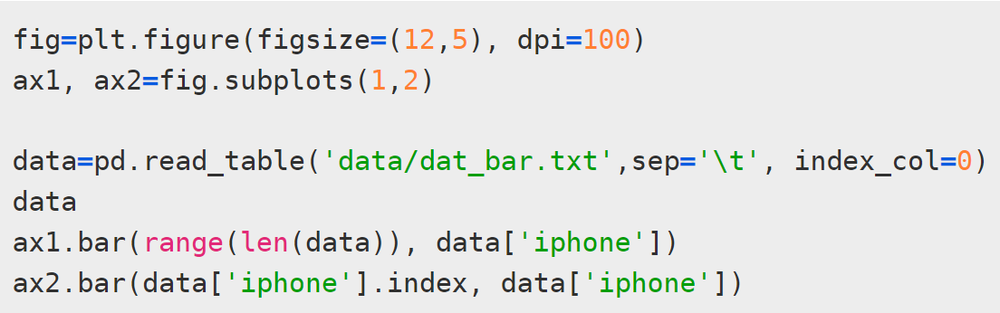 fig=plt.figure(figsize=(12,5), dpi=100)
ax1, ax2=fig.subplots(1,2)
data=pd.read_table('data/dat_bar.txt',sep='\t', index_col=0)
data
ax1.bar(range(len(data)), data['iphone'])
ax2.bar(data['iphone'].index, data['iphone'])